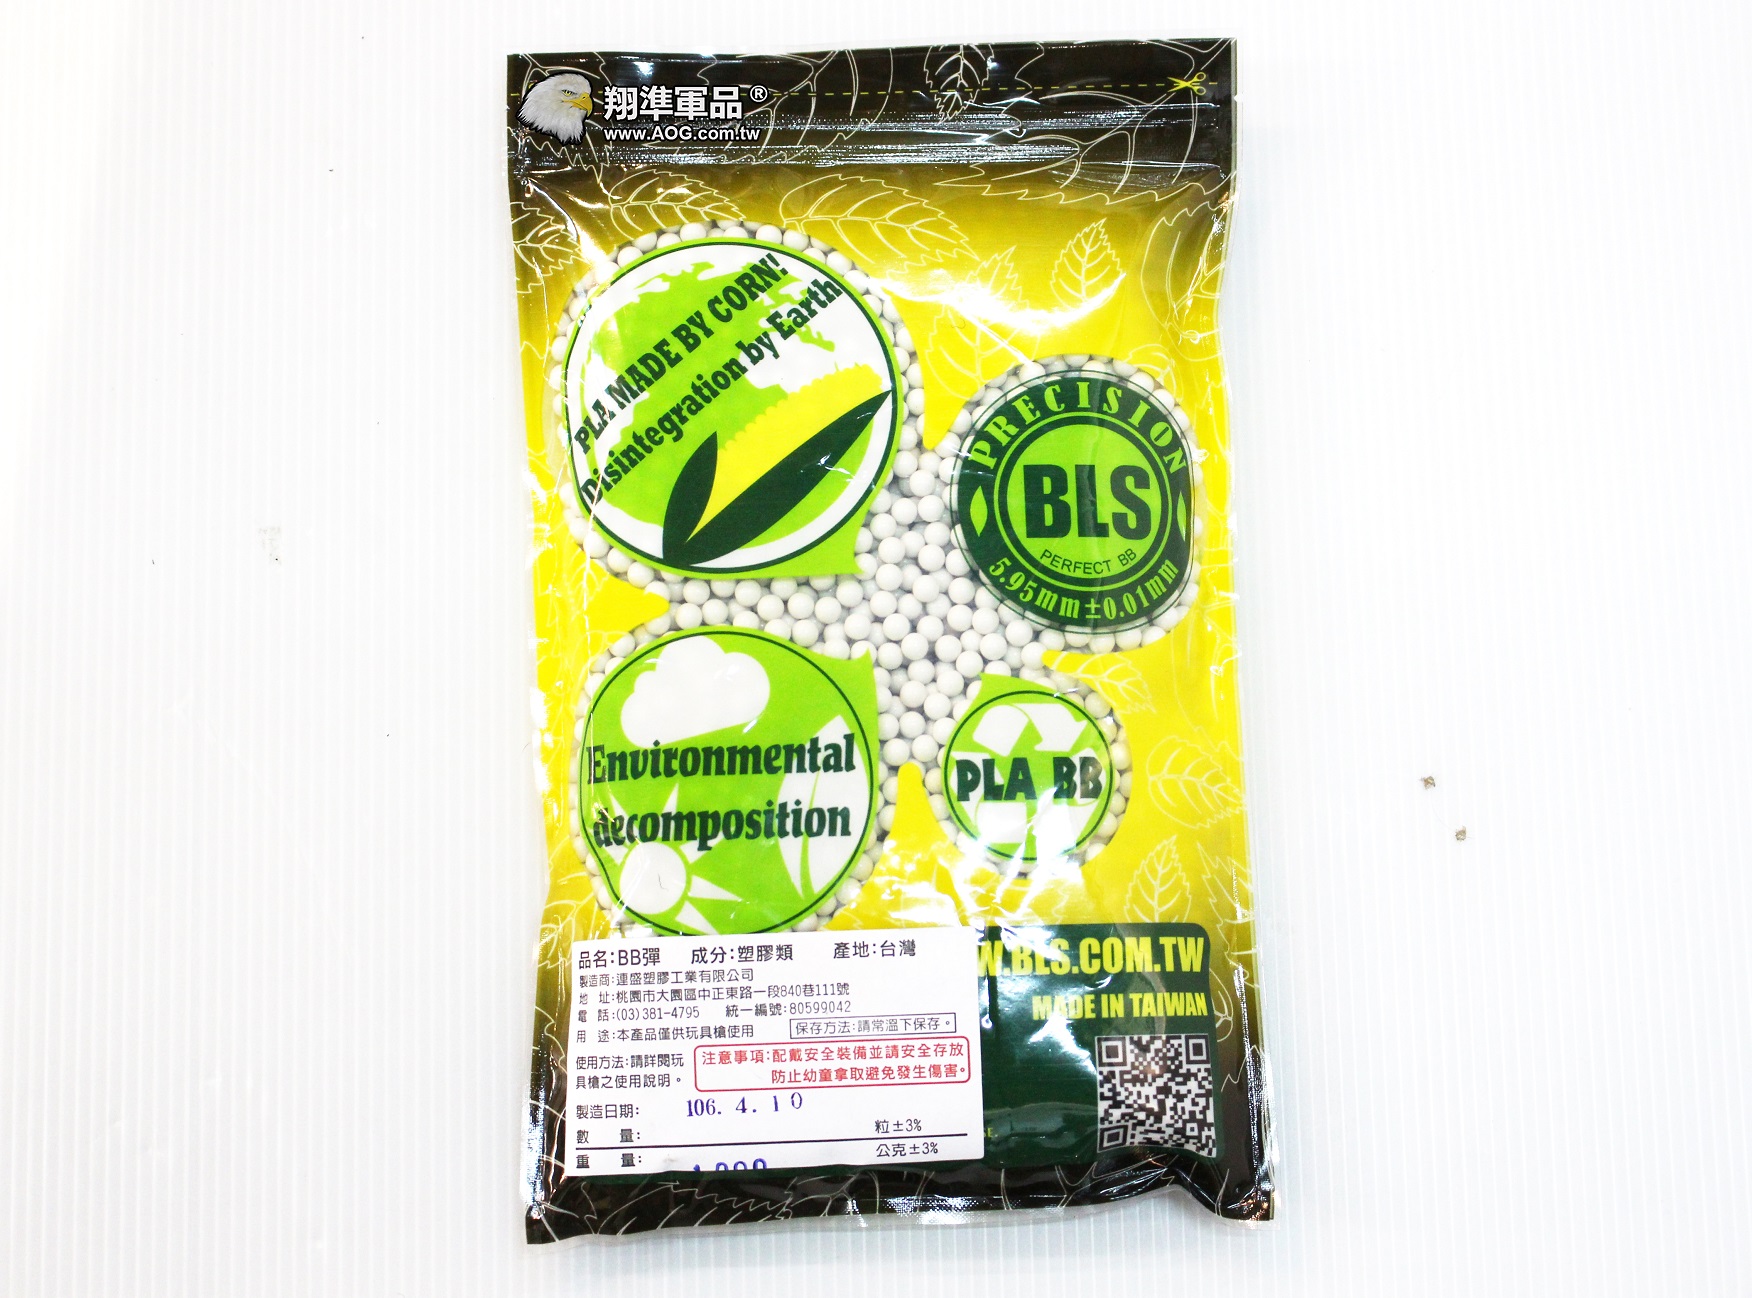 翔準軍品®
www.AOG.com.tw
PLA MADE BY CORN!
Disintegration by Earth
PRECISION
BLS
PERFECT BB
5.95mm±0.01mm
Environmental
decomposition
PLA BB
W.BLS.COM.TW
MADE IN TAIWAN
品名:BB彈 成分:塑膠類 產地:台灣
製造商:連盛塑膠工業有限公司
地 址:桃園市大園區中正東路一段840巷111號
電 話:(03)381-4795 統一編號:80599042
用 途:本產品僅供玩具槍使用 保存方法:請常溫下保存。
使用方法:請詳閱玩
具槍之使用說明。
注意事項:配戴安全裝備並請安全存放
防止幼童拿取避免發生傷害。
製造日期: 106. 4. 10
數 量: 粒±3%
重 量: 公克±3%